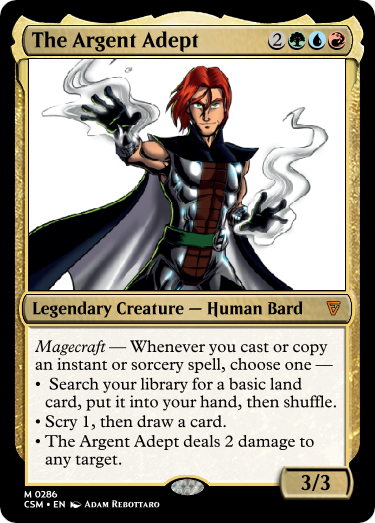 The Argent Adept 2
Legendary Creature — Human Bard
Magecraft — Whenever you cast or copy
an instant or sorcery spell, choose one —
• Search your library for a basic land
card, put it into your hand, then shuffle.
• Scry 1, then draw a card.
• The Argent Adept deals 2 damage to
any target.
3/3
M 0286
CSM • EN Adam Rebottaro